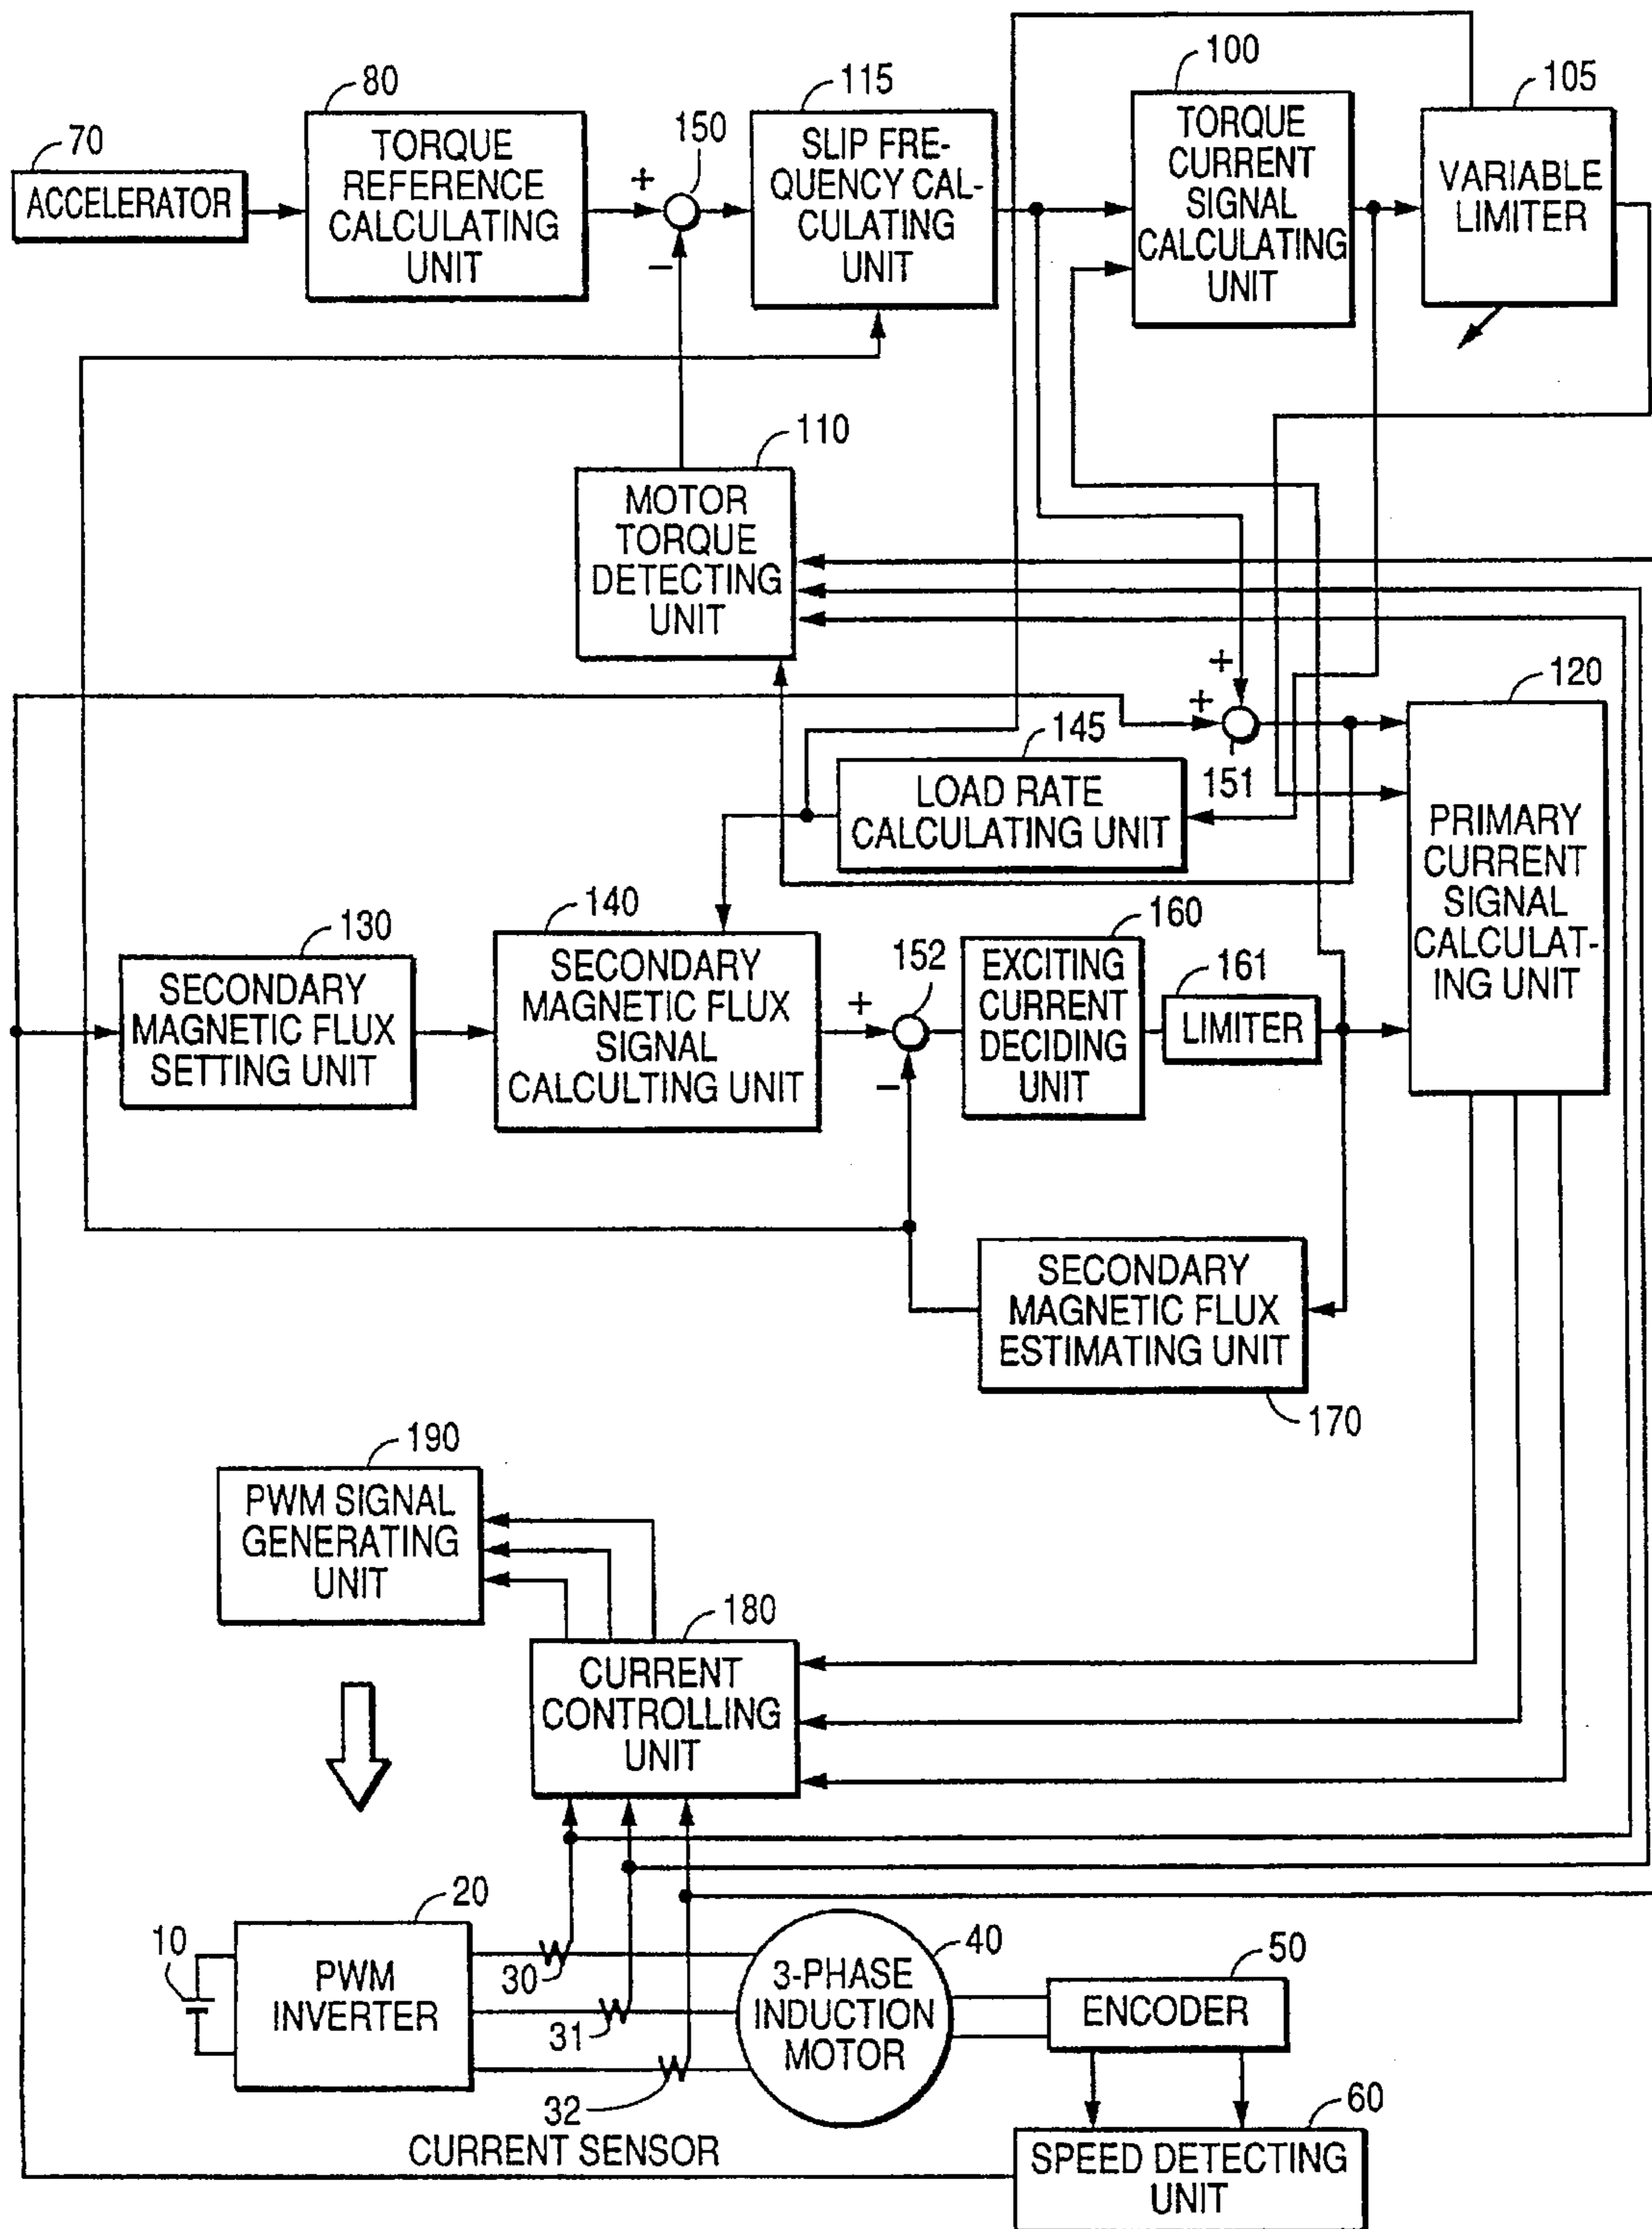 70
ACCELERATOR
80
TORQUE
REFERENCE
CALCULATING
UNIT
150
+
−
115
SLIP FRE-
QUENCY CAL-
CULATING
UNIT
100
TORQUE
CURRENT
SIGNAL
CALCULATING
UNIT
105
VARIABLE
LIMITER
110
MOTOR
TORQUE
DETECTING
UNIT
+
+
151
120
PRIMARY
CURRENT
SIGNAL
CALCULAT-
ING UNIT
145
LOAD RATE
CALCULATING UNIT
130
SECONDARY
MAGNETIC FLUX
SETTING UNIT
140
SECONDARY
MAGNETIC FLUX
SIGNAL
CALCULTING UNIT
152
+
−
160
EXCITING
CURRENT
DECIDING
UNIT
161
LIMITER
SECONDARY
MAGNETIC FLUX
ESTIMATING UNIT
170
190
PWM SIGNAL
GENERATING
UNIT
180
CURRENT
CONTROLLING
UNIT
10
20
PWM
INVERTER
30
31
32
CURRENT SENSOR
40
3-PHASE
INDUCTION
MOTOR
50
ENCODER
60
SPEED DETECTING
UNIT